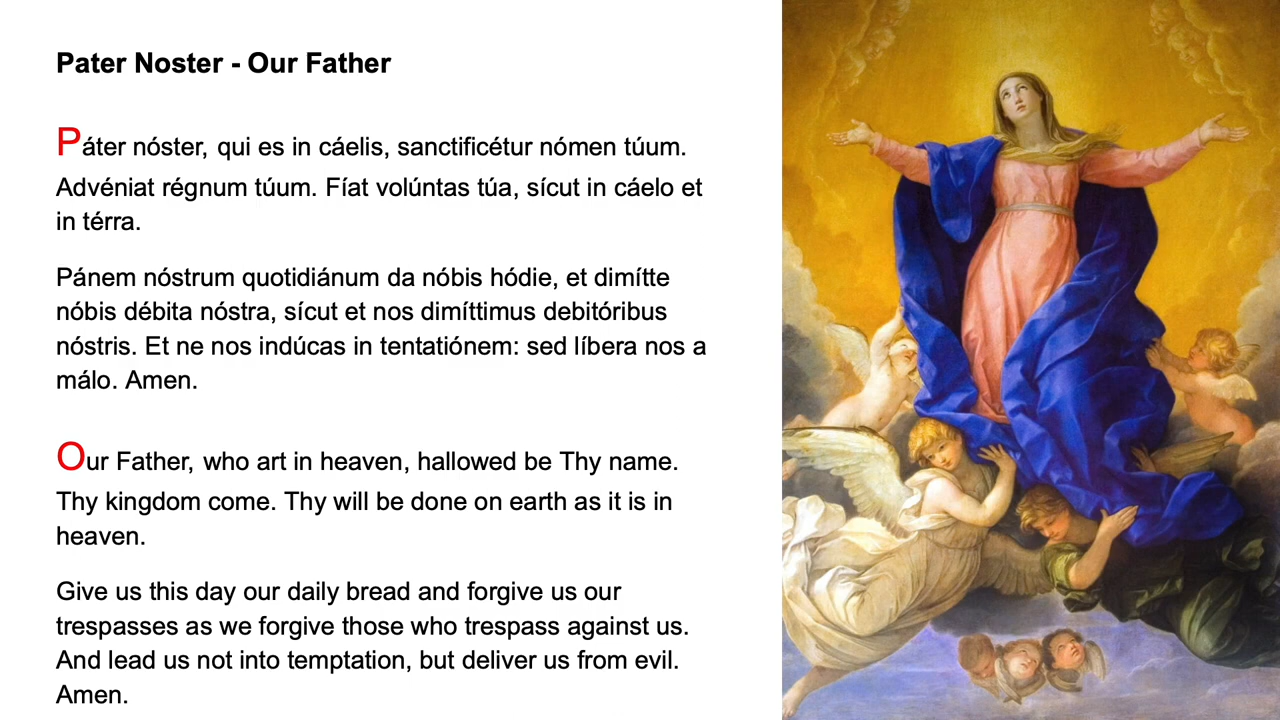 Pater Noster - Our Father
Páter nóster, qui es in cáelis, sanctificétur nómen túum.
Advéniat régnum túum. Fíat volúntas túa, sícut in cáelo et
in térra.
Pánem nóstrum quotidiánum da nóbis hódie, et dimítte
nóbis débita nóstra, sícut et nos dimíttimus debitóribus
nóstris. Et ne nos indúcas in tentatiónem: sed líbera nos a
málo. Amen.
Our Father, who art in heaven, hallowed be Thy name.
Thy kingdom come. Thy will be done on earth as it is in
heaven.
Give us this day our daily bread and forgive us our
trespasses as we forgive those who trespass against us.
And lead us not into temptation, but deliver us from evil.
Amen.